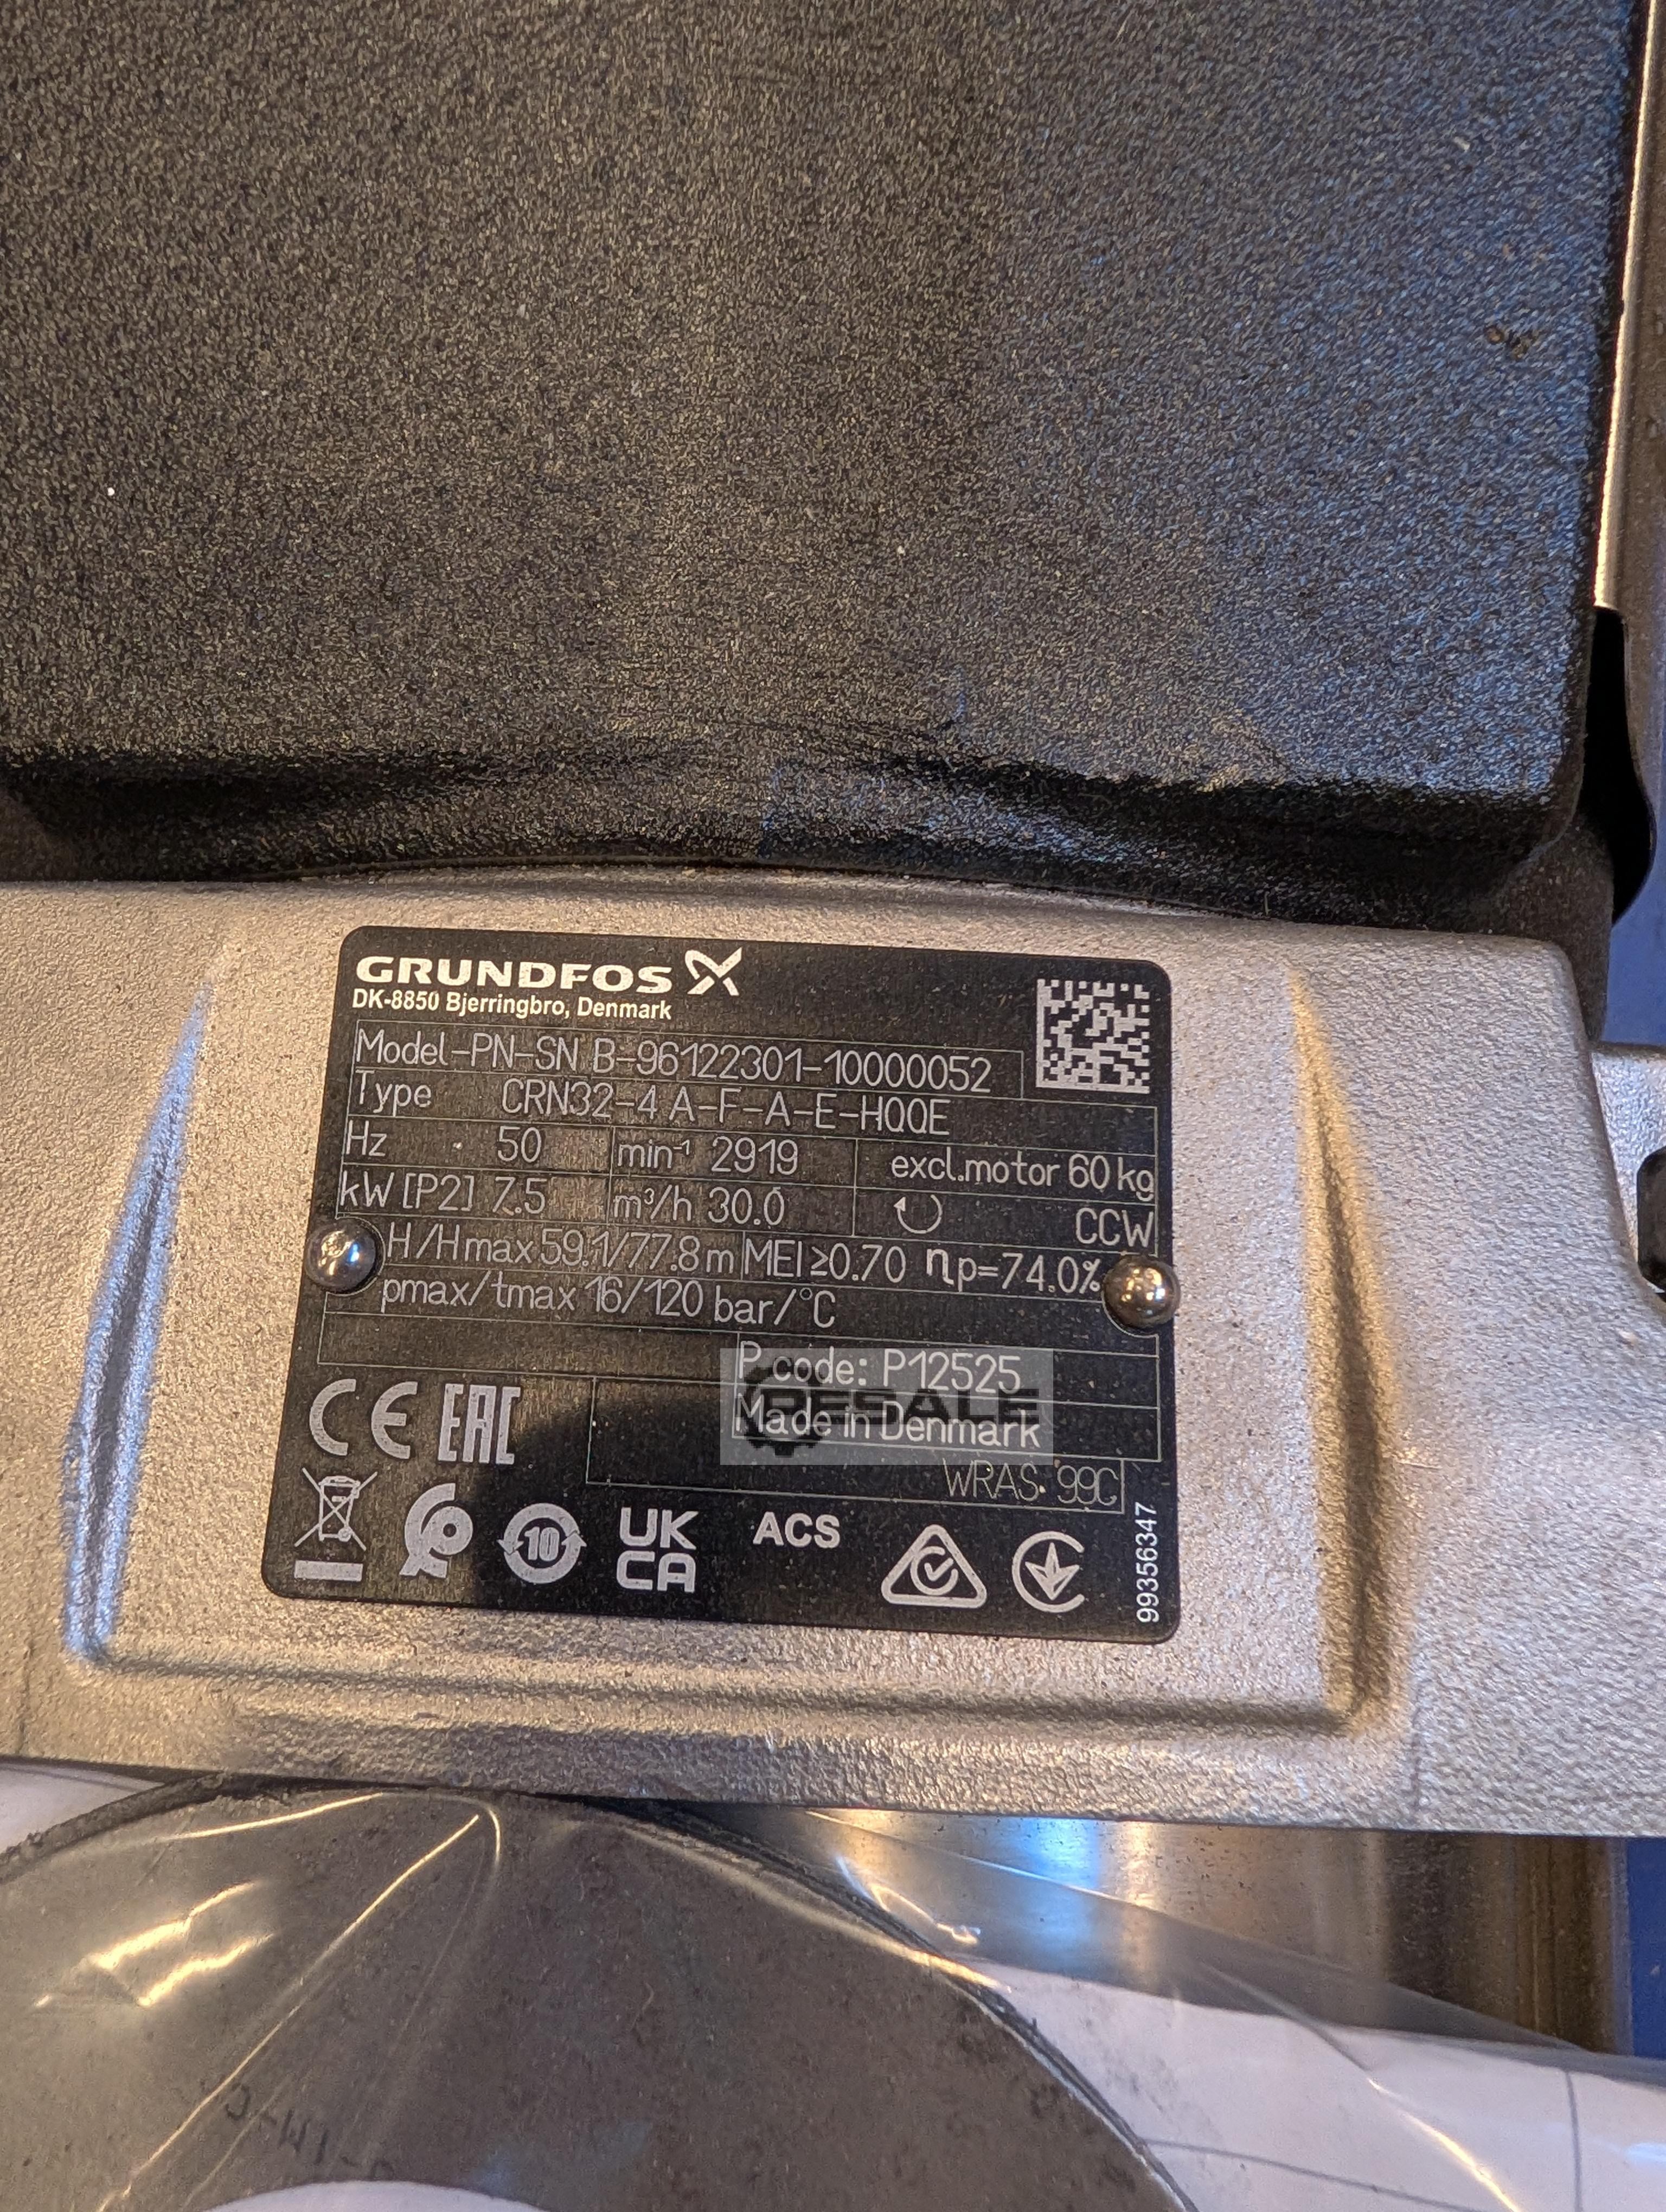 GRUNDFOS
DK-8850 Bjerringbro, Denmark
Model-PN-SN B-96122301-10000052
Type CRN32-4 A-F-A-E-HQQE
Hz 50 min⁻¹ 2919 excl.motor 60 kg
kW [P2] 7.5 m³/h 30.0 CCW
H/Hmax 59.1/77.8 m MEI≥0.70 ηp=74.0%
pmax/tmax 16/120 bar/°C
P code: P12525
RESALE
Made in Denmark
WRAS 99C
CE EAC
10 UK CA ACS
99356347